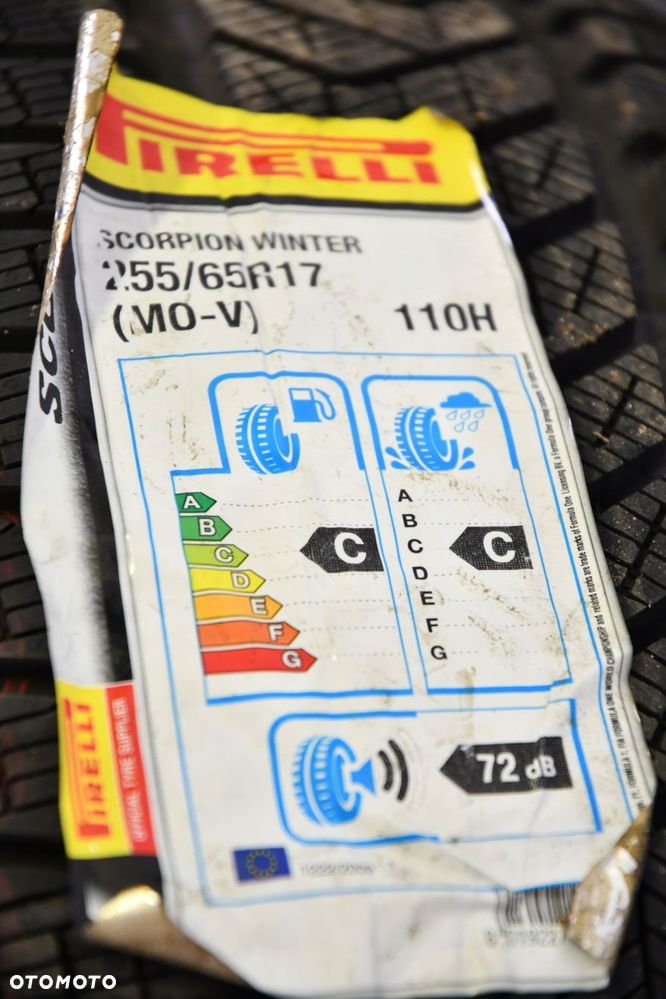 PIRELLI
SCORPION WINTER
255/65R17
(MO-V) 110H
A
B
C
D
E
F
G
C
A
B
C
D
E
F
G
C
72 dB
PIRELLI
OFFICIAL TYRE SUPPLIER
OTOMOTO